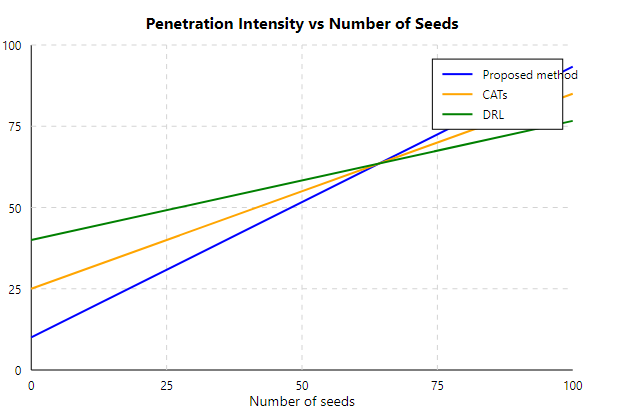 Penetration Intensity vs Number of Seeds
100
75
50
25
0
Proposed method
CATs
DRL
0 25 50 75 100
Number of seeds